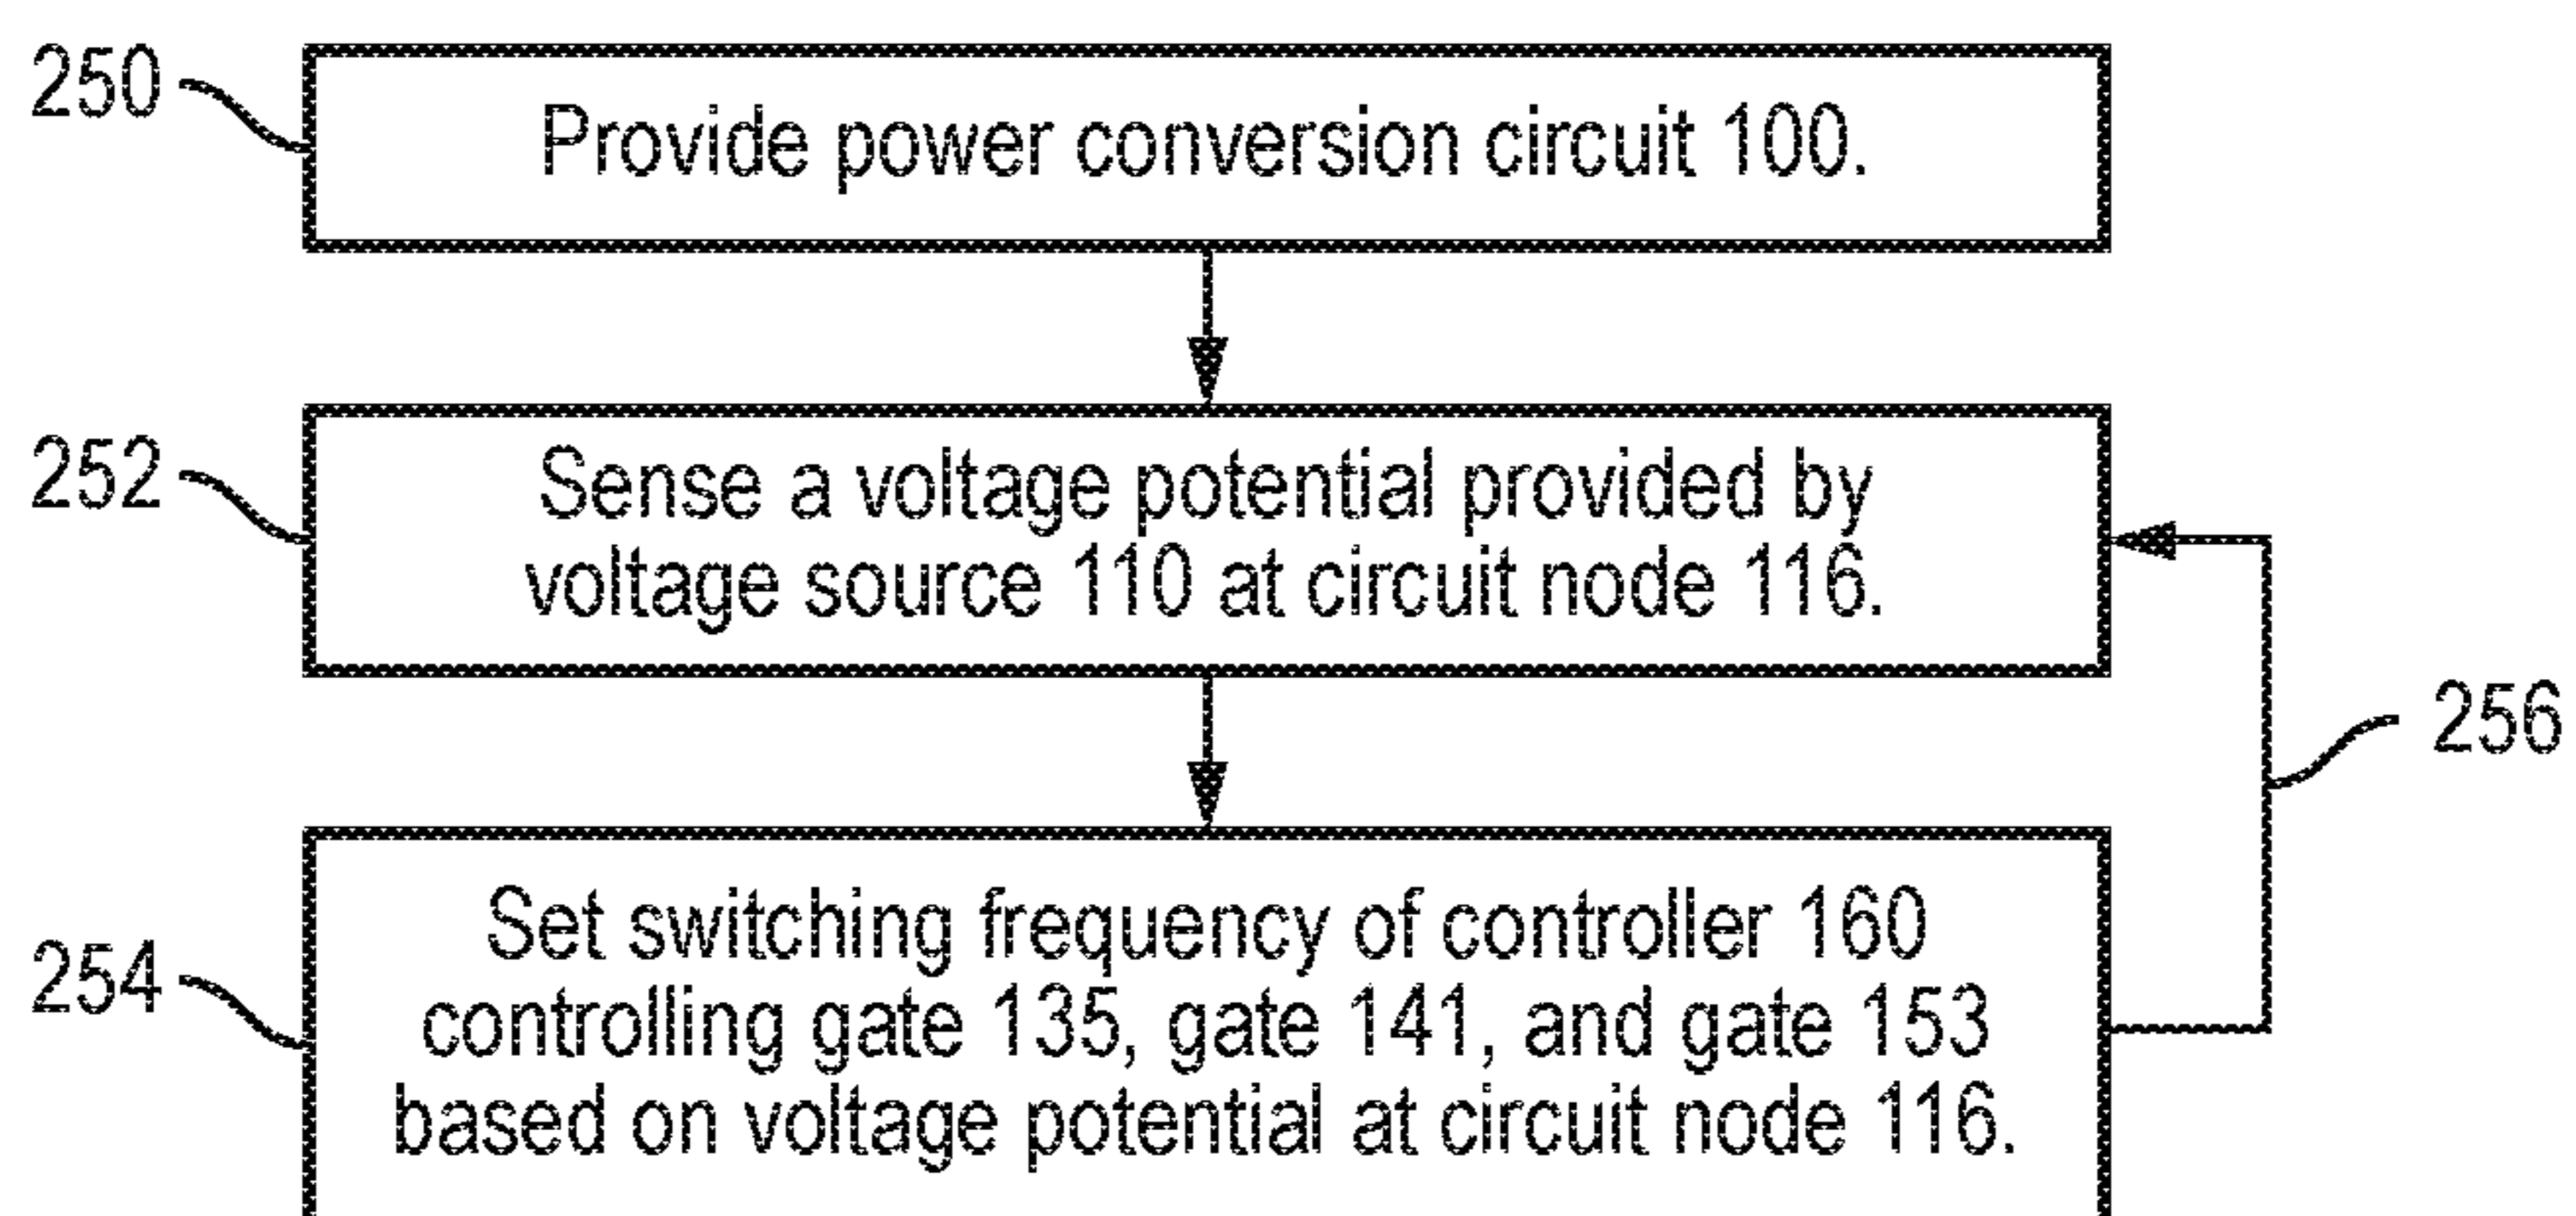 250
Provide power conversion circuit 100.
252
Sense a voltage potential provided by
voltage source 110 at circuit node 116.
256
254
Set switching frequency of controller 160
controlling gate 135, gate 141, and gate 153
based on voltage potential at circuit node 116.